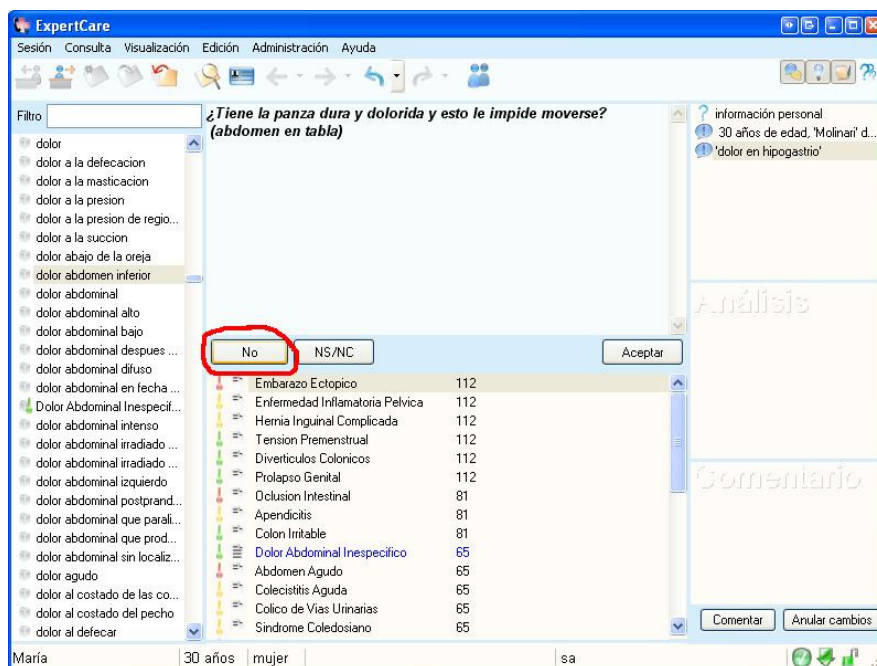 ExpertCare
Sesión Consulta Visualización Edición Administración Ayuda
Filtro
dolor
dolor a la defecacion
dolor a la masticacion
dolor a la presion
dolor a la presion de regio...
dolor a la succion
dolor abajo de la oreja
dolor abdomen inferior
dolor abdominal
dolor abdominal alto
dolor abdominal bajo
dolor abdominal despues ...
dolor abdominal difuso
dolor abdominal en fecha ...
Dolor Abdominal Inespecif...
dolor abdominal intenso
dolor abdominal irradiado ...
dolor abdominal irradiado ...
dolor abdominal izquierdo
dolor abdominal postprand...
dolor abdominal que parali...
dolor abdominal que prod...
dolor abdominal sin localiz...
dolor agudo
dolor al costado de las co...
dolor al costado del pecho
dolor al defecar
¿Tiene la panza dura y dolorida y esto le impide moverse?
(abdomen en tabla)
No NS/NC Aceptar
Embarazo Ectopico 112
Enfermedad Inflamatoria Pelvica 112
Hernia Inguinal Complicada 112
Tension Premenstrual 112
Diverticulos Colonicos 112
Prolapso Genital 112
Oclusion Intestinal 81
Apendicitis 81
Colon Irritable 81
Dolor Abdominal Inespecifico 65
Abdomen Agudo 65
Colecistitis Aguda 65
Colico de Vias Urinarias 65
Sindrome Coledosiano 65
información personal
30 años de edad, 'Molinari' d...
'dolor en hipogastrio'
Análisis
Comentario
Comentar Anular cambios
María 30 años mujer sa